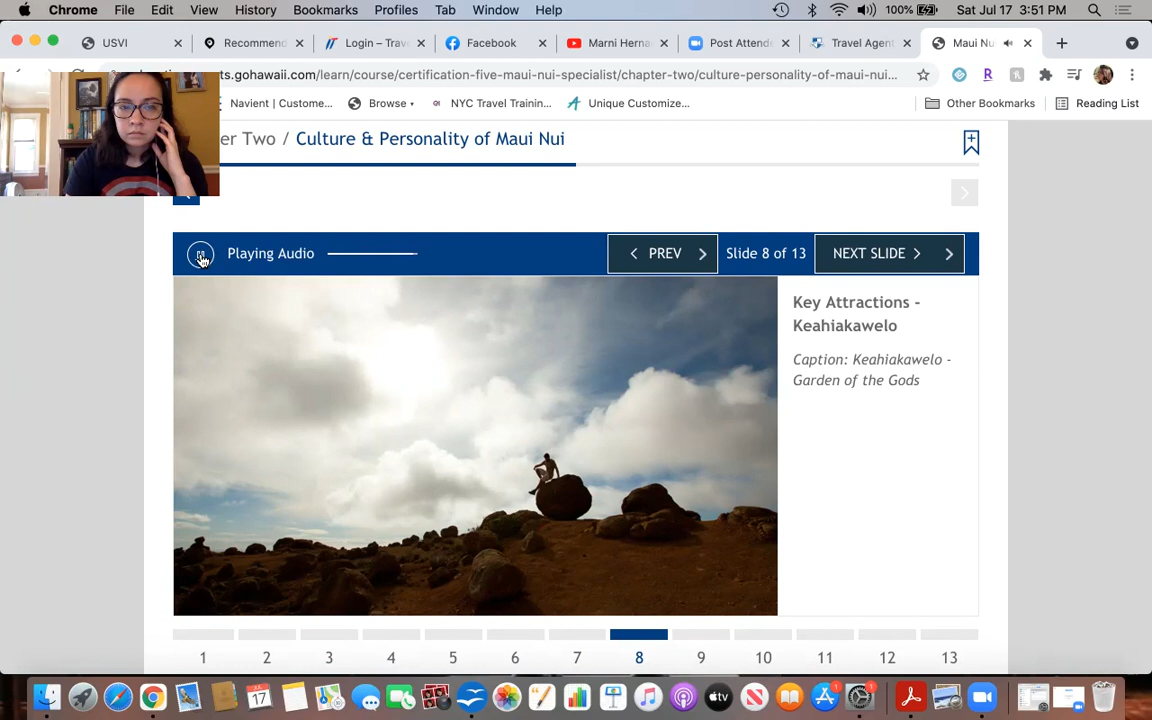 Chrome File Edit View History Bookmarks Profiles Tab Window Help 100% Sat Jul 17 3:51 PM
USVI Recommend Login – Trav Facebook Marni Herna Post Attende Travel Agent Maui Nu
ts.gohawaii.com/learn/course/certification-five-maui-nui-specialist/chapter-two/culture-personality-of-maui-nui...
Navient | Custome... Browse NYC Travel Trainin... Unique Customize... Other Bookmarks Reading List
er Two / Culture & Personality of Maui Nui
Playing Audio PREV Slide 8 of 13 NEXT SLIDE
Key Attractions -
Keahiakawelo
Caption: Keahiakawelo -
Garden of the Gods
1 2 3 4 5 6 7 8 9 10 11 12 13